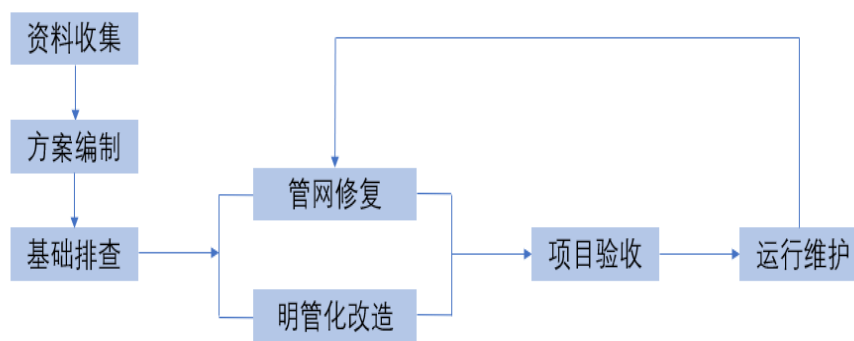 资料收集
方案编制
基础排查
管网修复
明管化改造
项目验收
运行维护